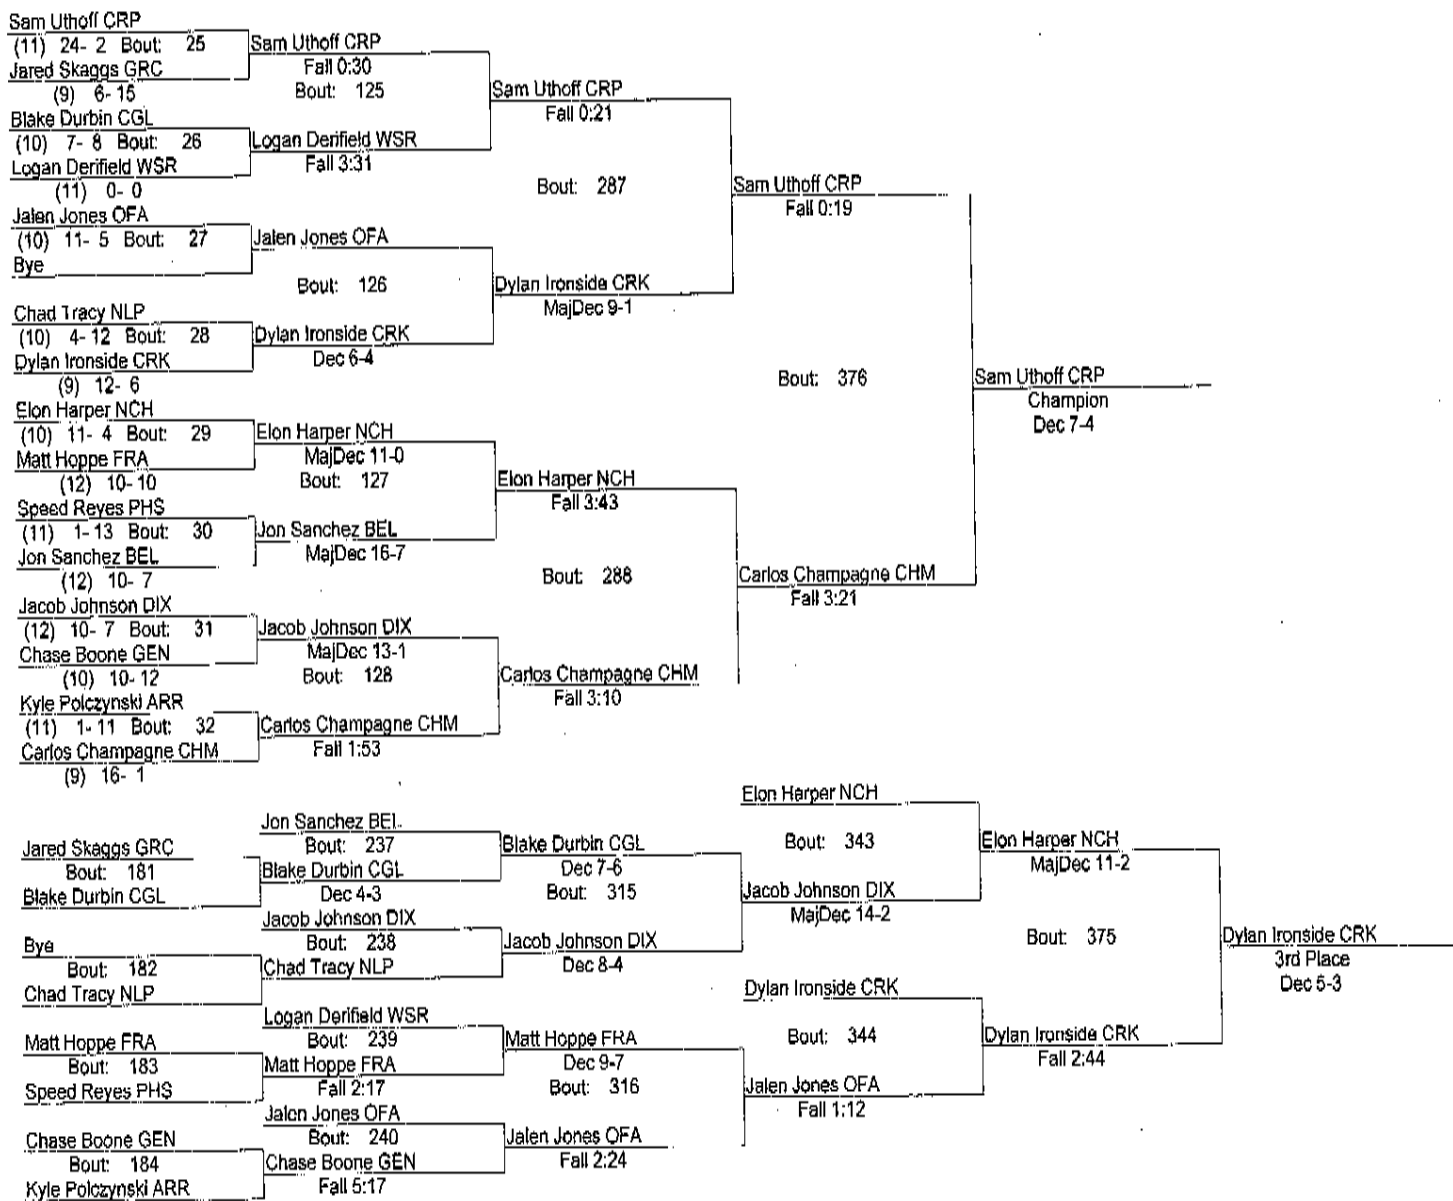 Sam Uthoff CRP
(11) 24- 2 Bout: 25
Jared Skaggs GRC
(9) 6- 15
Blake Durbin CGL
(10) 7- 8 Bout: 26
Logan Derifield WSR
(11) 0- 0
Jalen Jones OFA
(10) 11- 5 Bout: 27
Bye
Chad Tracy NLP
(10) 4- 12 Bout: 28
Dylan Ironside CRK
(9) 12- 6
Elon Harper NCH
(10) 11- 4 Bout: 29
Matt Hoppe FRA
(12) 10- 10
Speed Reyes PHS
(11) 1- 13 Bout: 30
Jon Sanchez BEL
(12) 10- 7
Jacob Johnson DIX
(12) 10- 7 Bout: 31
Chase Boone GEN
(10) 10- 12
Kyle Polczynski ARR
(11) 1- 11 Bout: 32
Carlos Champagne CHM
(9) 16- 1
Sam Uthoff CRP
Fall 0:30
Bout: 125
Logan Derifield WSR
Fall 3:31
Jalen Jones OFA
Bout: 126
Dylan Ironside CRK
Dec 6-4
Elon Harper NCH
MajDec 11-0
Bout: 127
Jon Sanchez BEL
MajDec 16-7
Jacob Johnson DIX
MajDec 13-1
Bout: 128
Carlos Champagne CHM
Fall 1:53
Sam Uthoff CRP
Fall 0:21
Bout: 287
Dylan Ironside CRK
MajDec 9-1
Elon Harper NCH
Fall 3:43
Bout: 288
Carlos Champagne CHM
Fall 3:10
Sam Uthoff CRP
Fall 0:19
Bout: 376
Carlos Champagne CHM
Fall 3:21
Sam Uthoff CRP
Champion
Dec 7-4
Jared Skaggs GRC
Bout: 181
Blake Durbin CGL
Bye
Bout: 182
Chad Tracy NLP
Matt Hoppe FRA
Bout: 183
Speed Reyes PHS
Chase Boone GEN
Bout: 184
Kyle Polczynski ARR
Jon Sanchez BEL
Bout: 237
Blake Durbin CGL
Dec 4-3
Jacob Johnson DIX
Bout: 238
Chad Tracy NLP
Logan Derifield WSR
Bout: 239
Matt Hoppe FRA
Fall 2:17
Jalen Jones OFA
Bout: 240
Chase Boone GEN
Fall 5:17
Blake Durbin CGL
Dec 7-6
Bout: 315
Jacob Johnson DIX
Dec 8-4
Matt Hoppe FRA
Dec 9-7
Bout: 316
Jalen Jones OFA
Fall 2:24
Elon Harper NCH
Bout: 343
Jacob Johnson DIX
MajDec 14-2
Dylan Ironside CRK
Bout: 344
Jalen Jones OFA
Fall 1:12
Elon Harper NCH
MajDec 11-2
Bout: 375
Dylan Ironside CRK
Fall 2:44
Dylan Ironside CRK
3rd Place
Dec 5-3